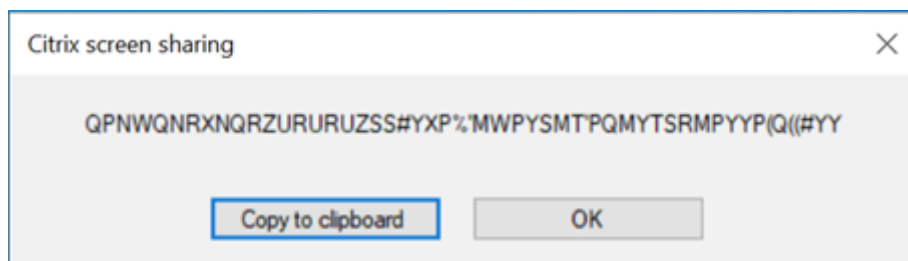 Citrix screen sharing
QPNWQNRXNQRZURURUZSS#YXP%'MWPYSMT'PQMYTSRMPYYP(Q((#YY
Copy to clipboard
OK